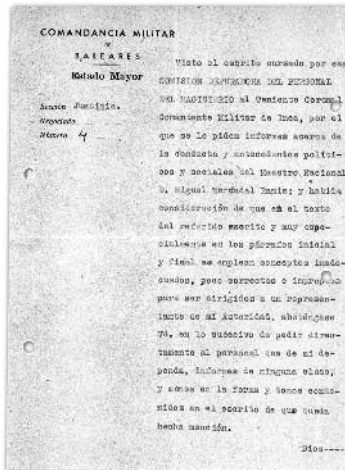 COMANDANCIA MILITAR
DE
BALEARES
Estado Mayor
Sección Justicia.
Negociado
Número 4
Visto el escrito cursado por esa
COMISION DEPURADORA DEL PERSONAL
DEL MAGISTERIO al Teniente Coronel
Comandante Militar de Inca, por el
que se le piden informes acerca de
la conducta y antecedentes politi-
cos y sociales del Maestro Nacional
D. Miguel Ramis; y habida
consideración de que en el texto
del referido escrito y muy espe-
cialmente en los párrafos inicial
y final se emplean conceptos inade-
cuados, poco correctos e impropios
para ser dirigidos a un represen-
tante de mi Autoridad, absténgase
Vd. en lo sucesivo de pedir direc-
tamente al personal que de mi de-
penda, informes de ninguna clase,
y menos en la forma y tonos conte-
nidos en el escrito de que queda
hecha mención.
Dios----